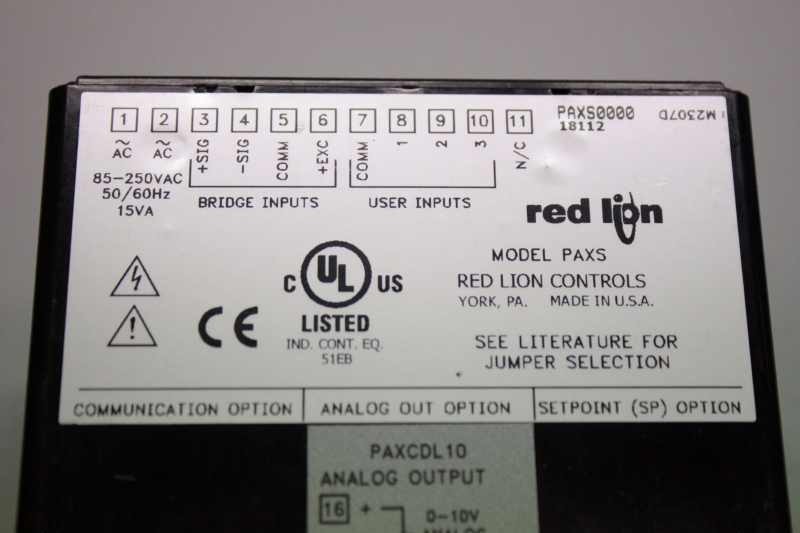 1 2 3 4 5 6 7 8 9 10 11
PAXS0000
18112
M2307D
~ AC ~ AC +SIG -SIG COMM +EXC COMM 1 2 3 N/C
85-250VAC
50/60Hz
15VA
BRIDGE INPUTS USER INPUTS
red lion
MODEL PAXS
RED LION CONTROLS
YORK, PA. MADE IN U.S.A.
C UL US
LISTED
IND. CONT. EQ.
51EB
CE
SEE LITERATURE FOR
JUMPER SELECTION
COMMUNICATION OPTION ANALOG OUT OPTION SETPOINT (SP) OPTION
PAXCDL10
ANALOG OUTPUT
16 + 0-10V
ANALOG